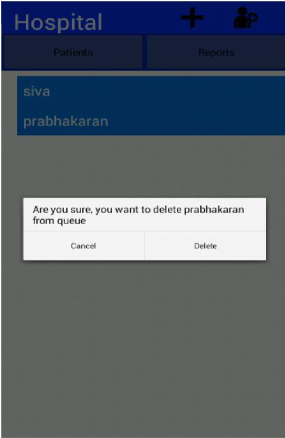 Hospital
Patients Reports
siva
prabhakaran
Are you sure, you want to delete prabhakaran
from queue
Cancel Delete